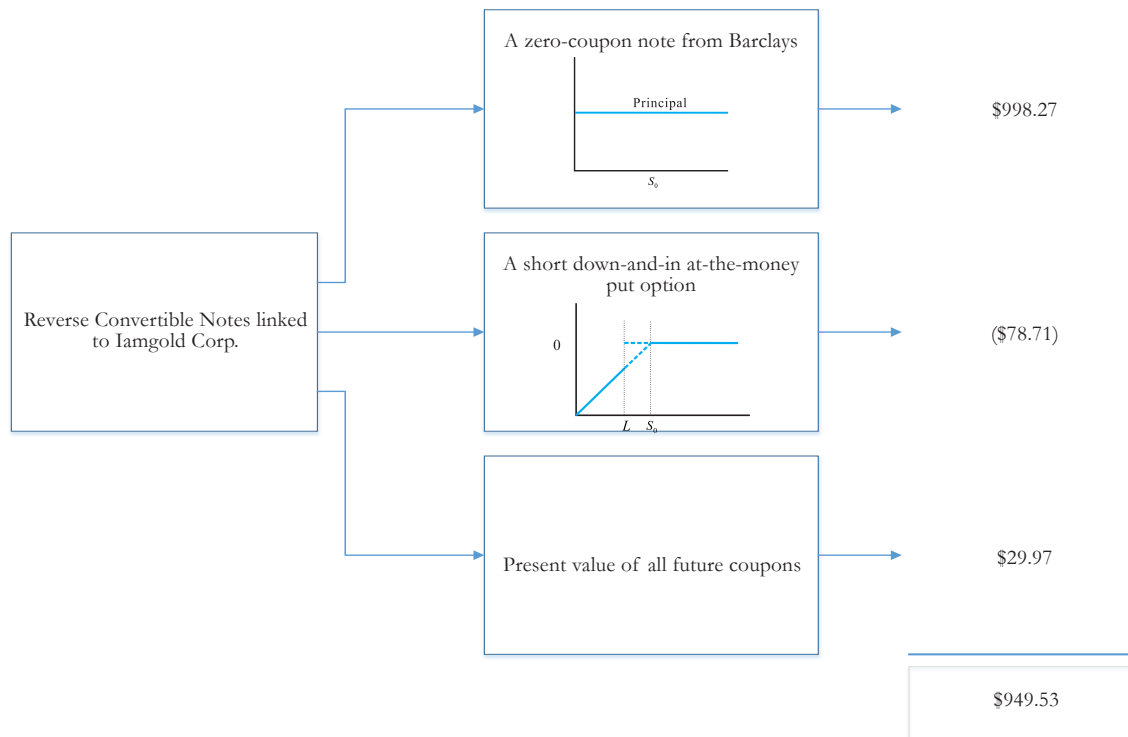 A zero-coupon note from Barclays
Principal
S₀
$998.27
Reverse Convertible Notes linked
to Iamgold Corp.
A short down-and-in at-the-money
put option
0
L S₀
($78.71)
Present value of all future coupons
$29.97
$949.53